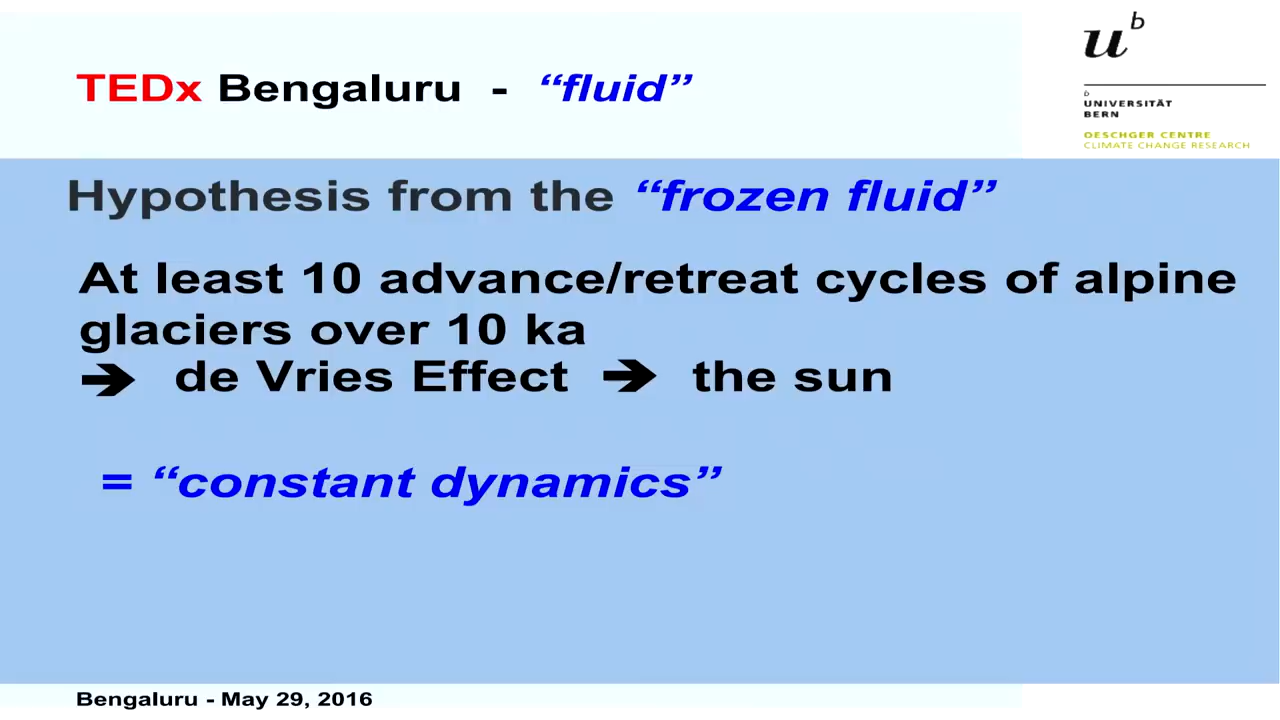 TEDx Bengaluru - “fluid”
u^b
b
UNIVERSITÄT
BERN
OESCHGER CENTRE
CLIMATE CHANGE RESEARCH
Hypothesis from the “frozen fluid”
At least 10 advance/retreat cycles of alpine
glaciers over 10 ka
➔ de Vries Effect ➔ the sun
= “constant dynamics”
Bengaluru - May 29, 2016